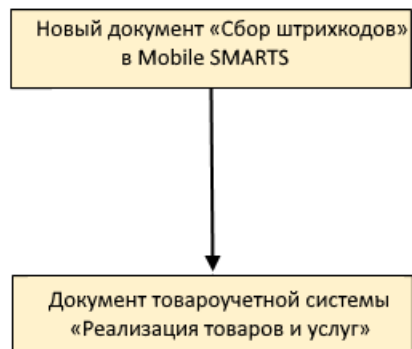 Новый документ «Сбор штрихкодов»
в Mobile SMARTS
Документ товароучетной системы
«Реализация товаров и услуг»